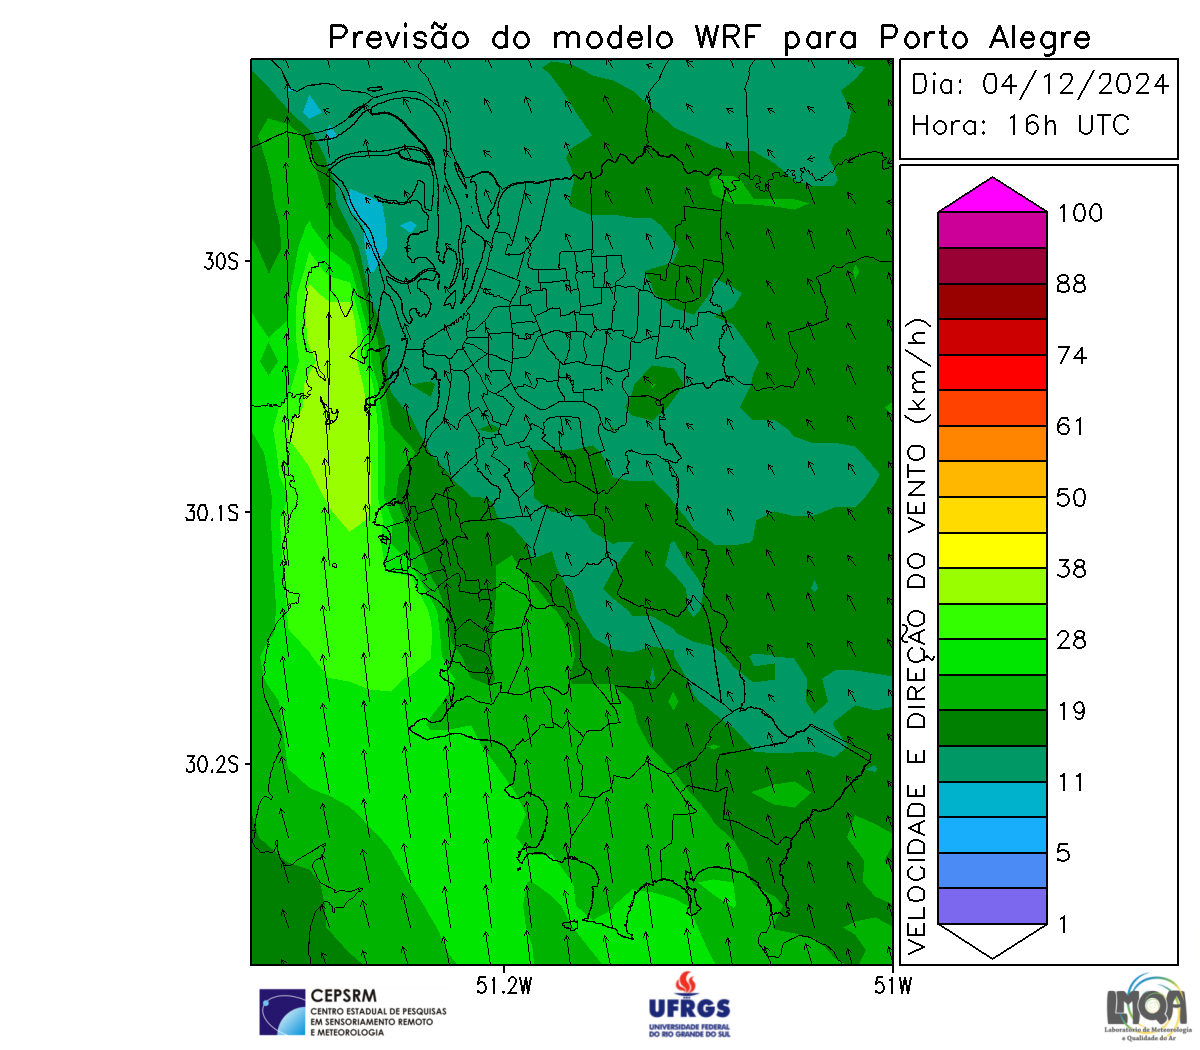 Previsão do modelo WRF para Porto Alegre
Dia: 04/12/2024
Hora: 16h UTC
30S
30.1S
30.2S
51.2W
51W
VELOCIDADE E DIREÇÃO DO VENTO (km/h)
100
88
74
61
50
38
28
19
11
5
1
CEPSRM
CENTRO ESTADUAL DE PESQUISAS
EM SENSORIAMENTO REMOTO
E METEOROLOGIA
UFRGS
UNIVERSIDADE FEDERAL
DO RIO GRANDE DO SUL
LMQA
Laboratório de Meteorologia
e Qualidade do Ar